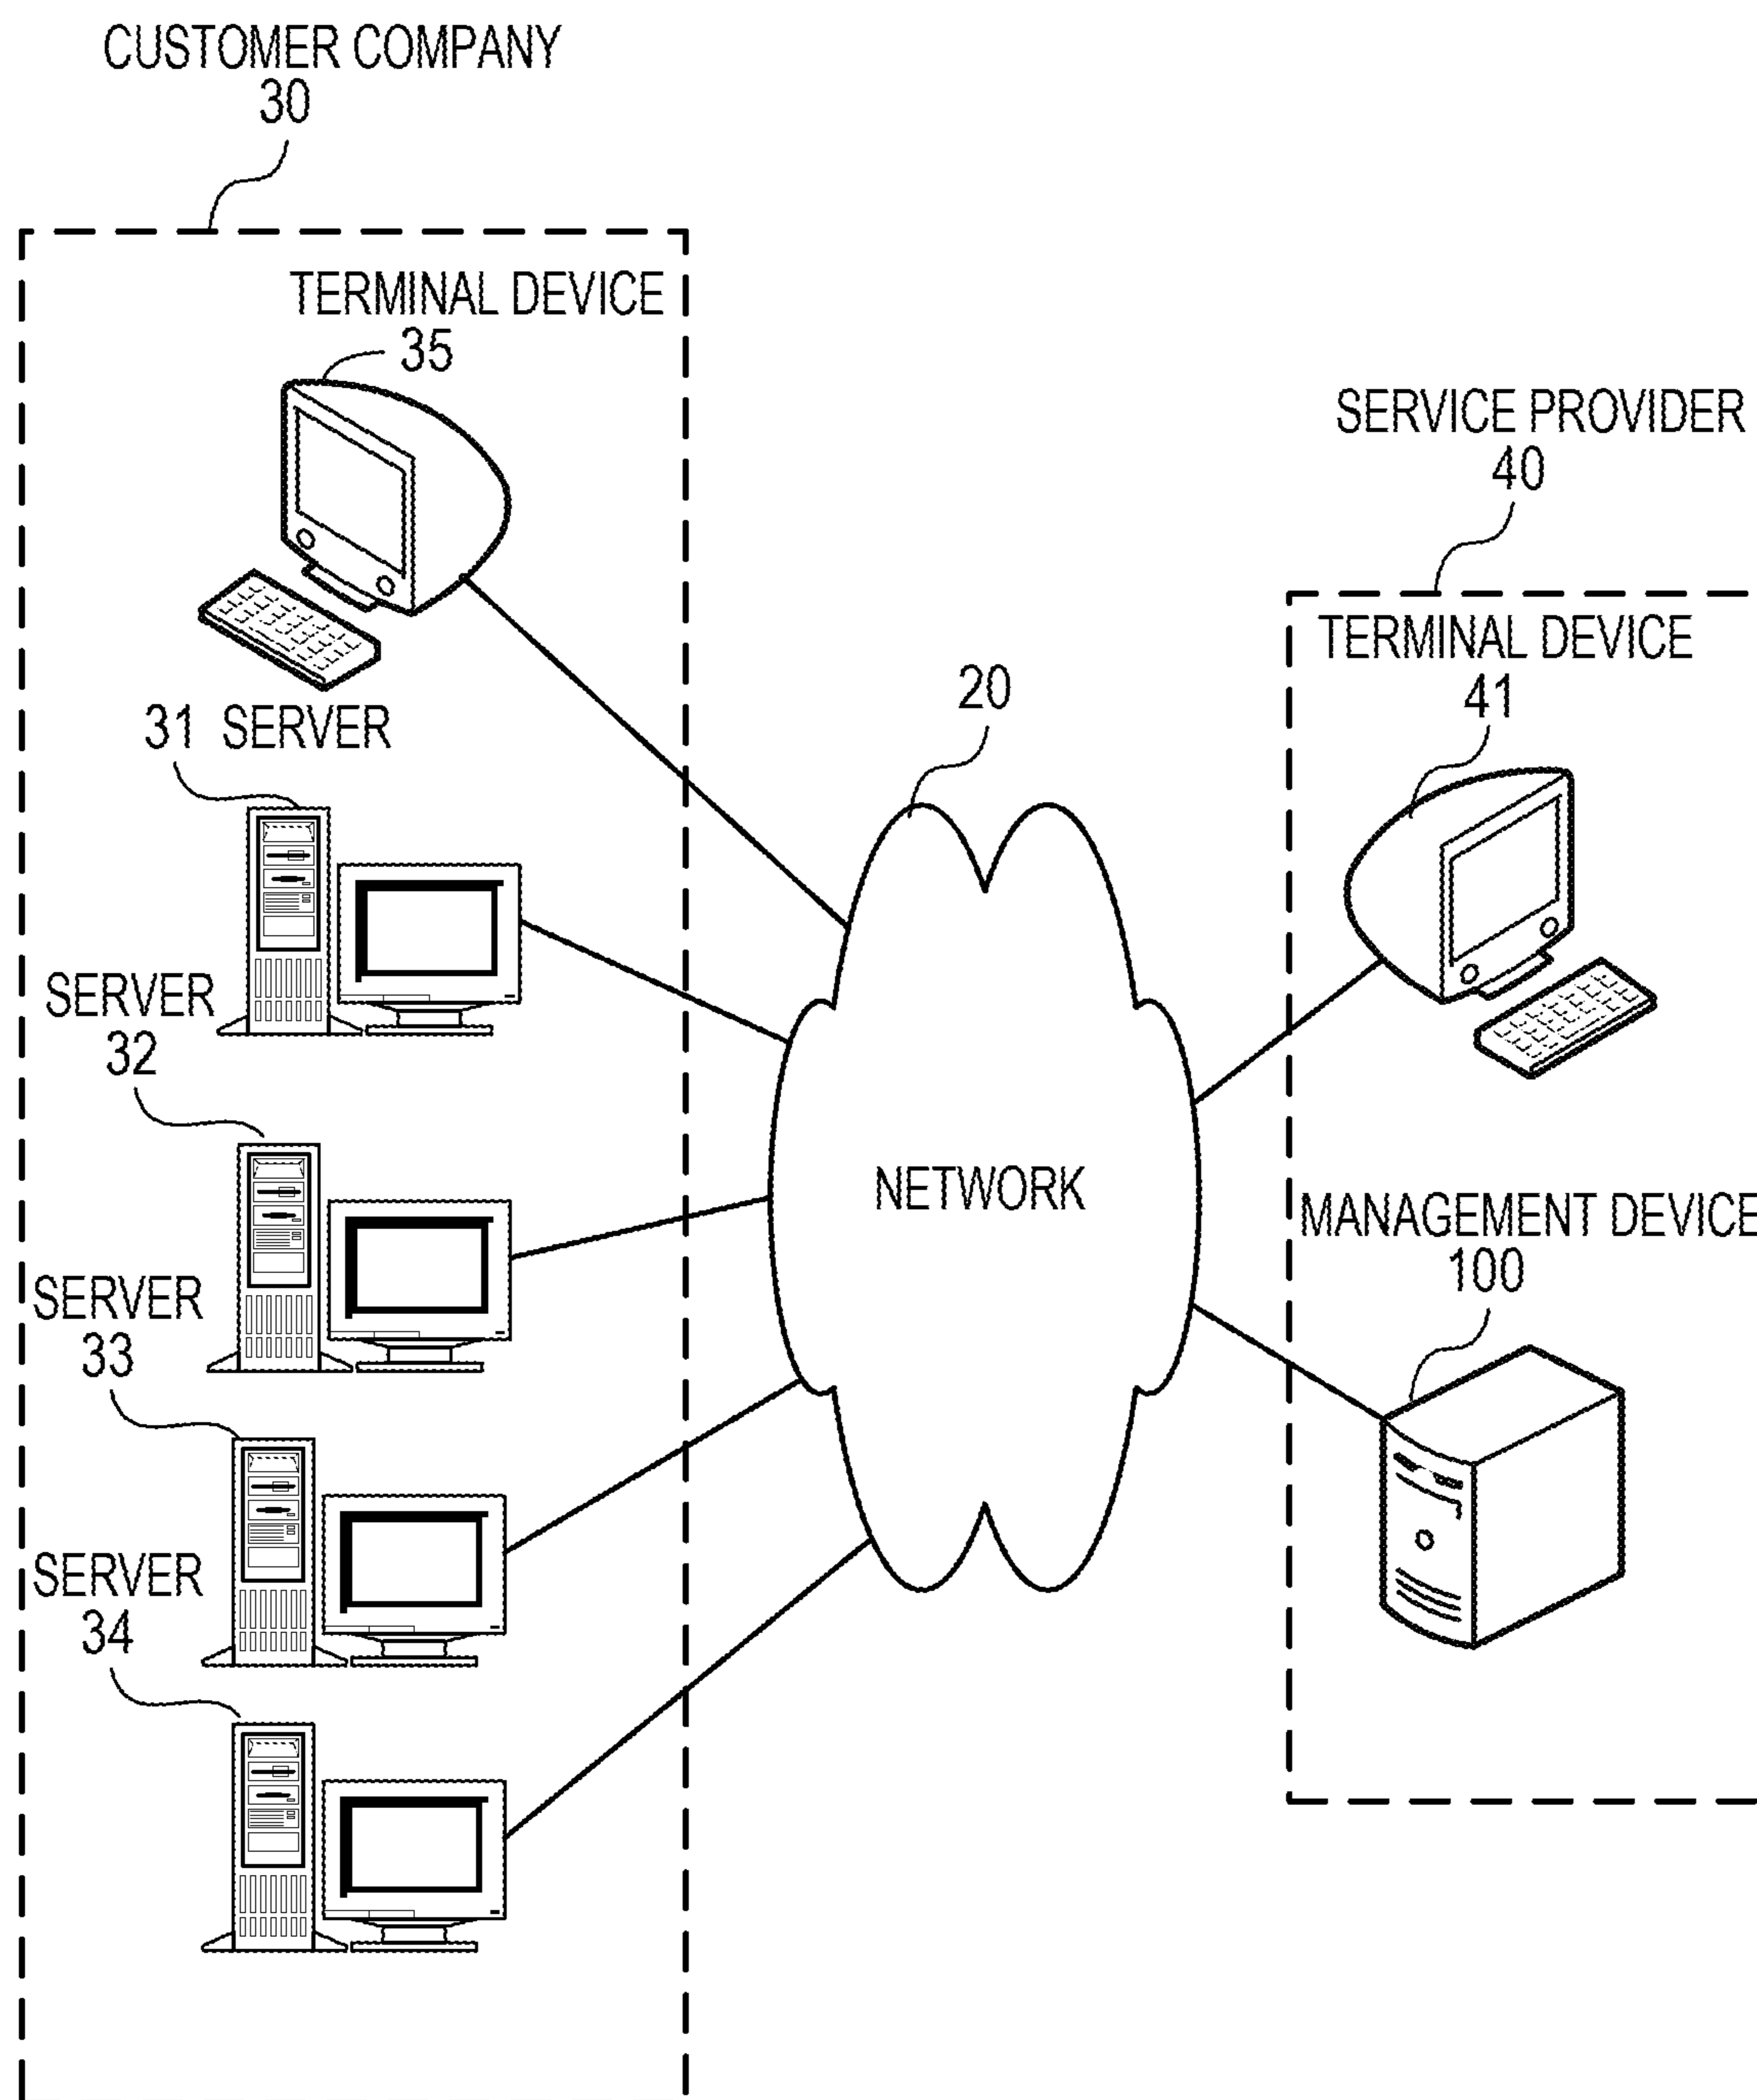 CUSTOMER COMPANY
30
TERMINAL DEVICE
35
31 SERVER
SERVER
32
SERVER
33
SERVER
34
20
NETWORK
SERVICE PROVIDER
40
TERMINAL DEVICE
41
MANAGEMENT DEVICE
100